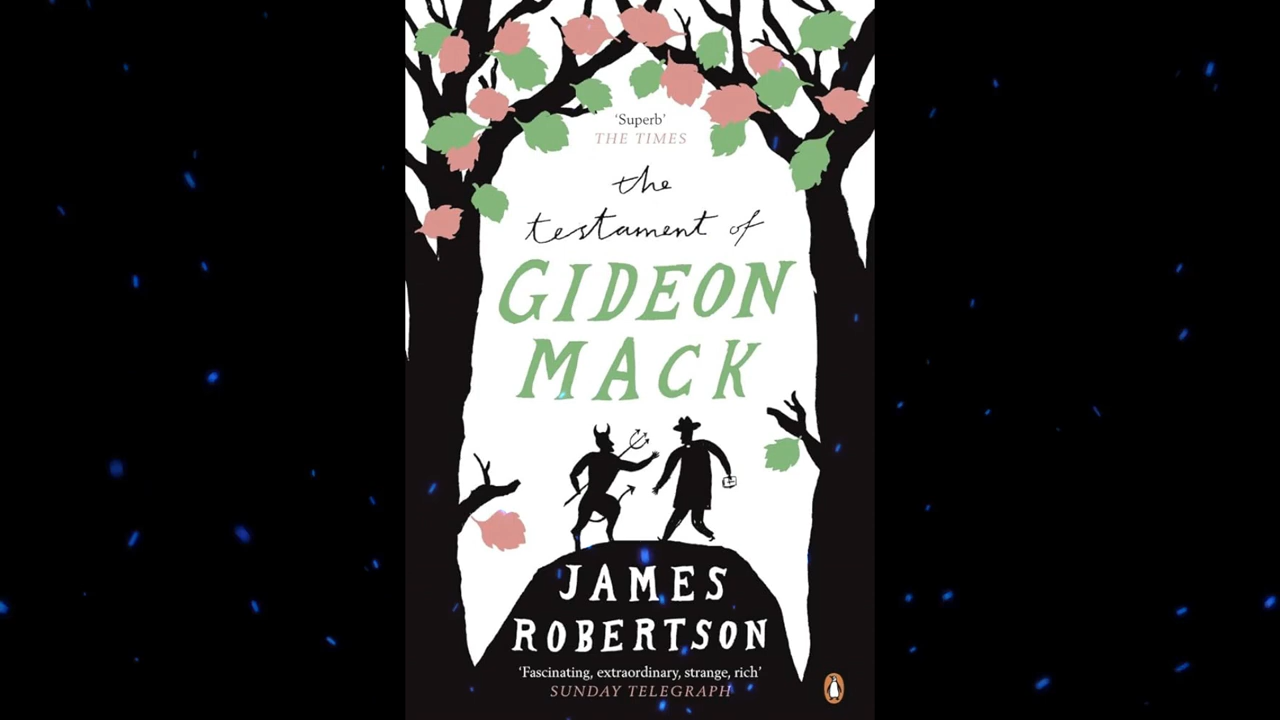 ‘Superb’
THE TIMES
the
testament of
GIDEON
MACK
JAMES
ROBERTSON
‘Fascinating, extraordinary, strange, rich’
SUNDAY TELEGRAPH